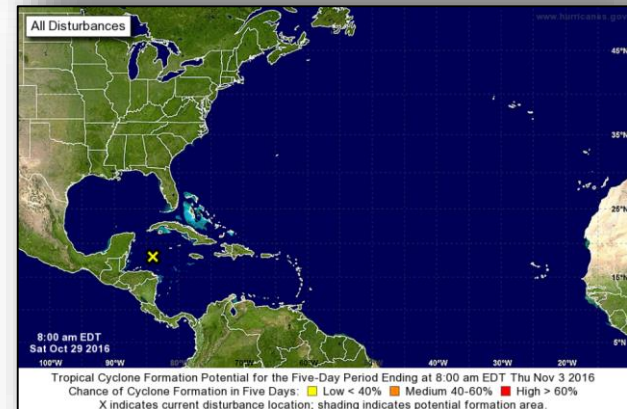 All Disturbances
www.hurricanes.gov
45°N
35°N
25°N
15°N
5°N
8:00 am EDT
Sat Oct 29 2016
100°W 90°W 80°W 70°W 60°W 50°W 40°W 30°W 20°W
Tropical Cyclone Formation Potential for the Five-Day Period Ending at 8:00 am EDT Thu Nov 3 2016
Chance of Cyclone Formation in Five Days: Low < 40% Medium 40-60% High > 60%
X indicates current disturbance location; shading indicates potential formation area.